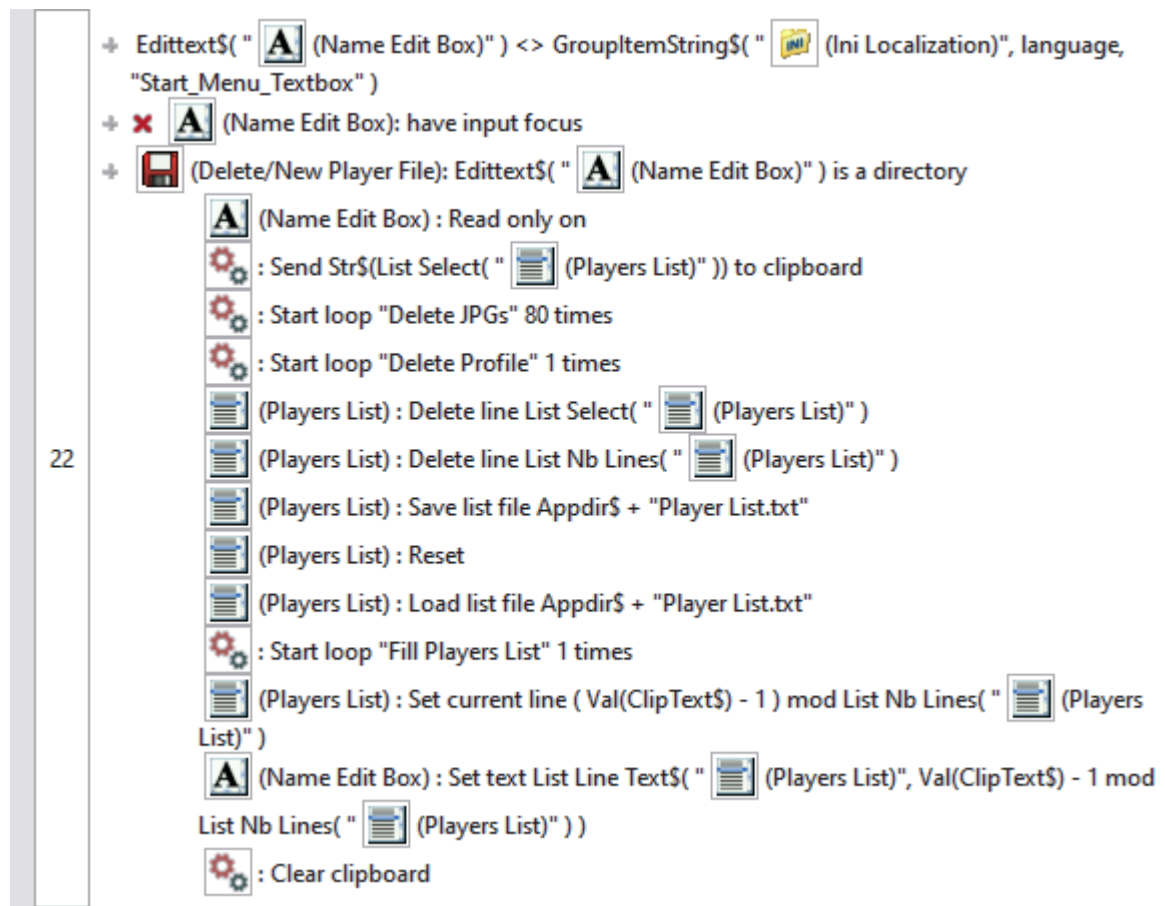 Edittext$( " A (Name Edit Box)" ) <> GroupItemString$( " INI (Ini Localization)", language,
"Start_Menu_Textbox" )
A (Name Edit Box): have input focus
(Delete/New Player File): Edittext$( " A (Name Edit Box)" ) is a directory
A (Name Edit Box) : Read only on
: Send Str$(List Select( " (Players List)" )) to clipboard
: Start loop "Delete JPGs" 80 times
: Start loop "Delete Profile" 1 times
(Players List) : Delete line List Select( " (Players List)" )
22
(Players List) : Delete line List Nb Lines( " (Players List)" )
(Players List) : Save list file Appdir$ + "Player List.txt"
(Players List) : Reset
(Players List) : Load list file Appdir$ + "Player List.txt"
: Start loop "Fill Players List" 1 times
(Players List) : Set current line ( Val(ClipText$) - 1 ) mod List Nb Lines( " (Players
List)" )
A (Name Edit Box) : Set text List Line Text$( " (Players List)", Val(ClipText$) - 1 mod
List Nb Lines( " (Players List)" ) )
: Clear clipboard